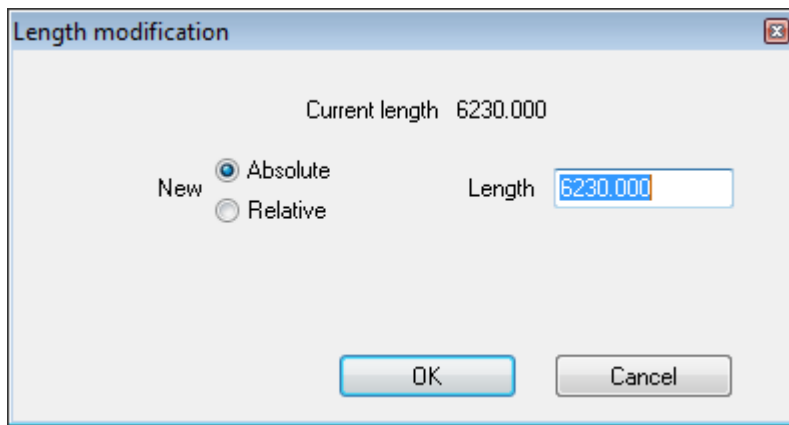 Length modification
Current length 6230.000
Absolute
New
Length 6230.000
Relative
OK Cancel